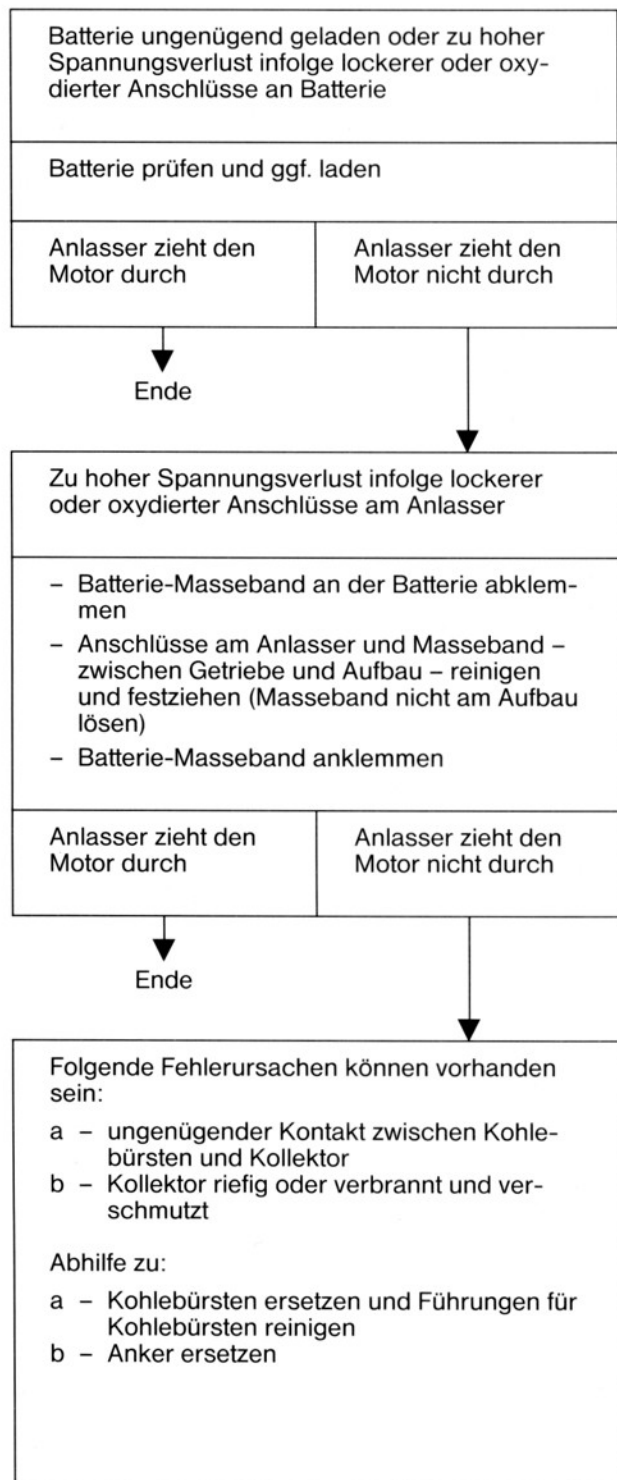 Batterie ungenügend geladen oder zu hoher
Spannungsverlust infolge lockerer oder oxy-
dierter Anschlüsse an Batterie
Batterie prüfen und ggf. laden
Anlasser zieht den
Motor durch
Anlasser zieht den
Motor nicht durch
Ende
Zu hoher Spannungsverlust infolge lockerer
oder oxydierter Anschlüsse am Anlasser
– Batterie-Masseband an der Batterie abklem-
men
– Anschlüsse am Anlasser und Masseband –
zwischen Getriebe und Aufbau – reinigen
und festziehen (Masseband nicht am Aufbau
lösen)
– Batterie-Masseband anklemmen
Anlasser zieht den
Motor durch
Anlasser zieht den
Motor nicht durch
Ende
Folgende Fehlerursachen können vorhanden
sein:
a – ungenügender Kontakt zwischen Kohle-
bürsten und Kollektor
b – Kollektor riefig oder verbrannt und ver-
schmutzt
Abhilfe zu:
a – Kohlebürsten ersetzen und Führungen für
Kohlebürsten reinigen
b – Anker ersetzen